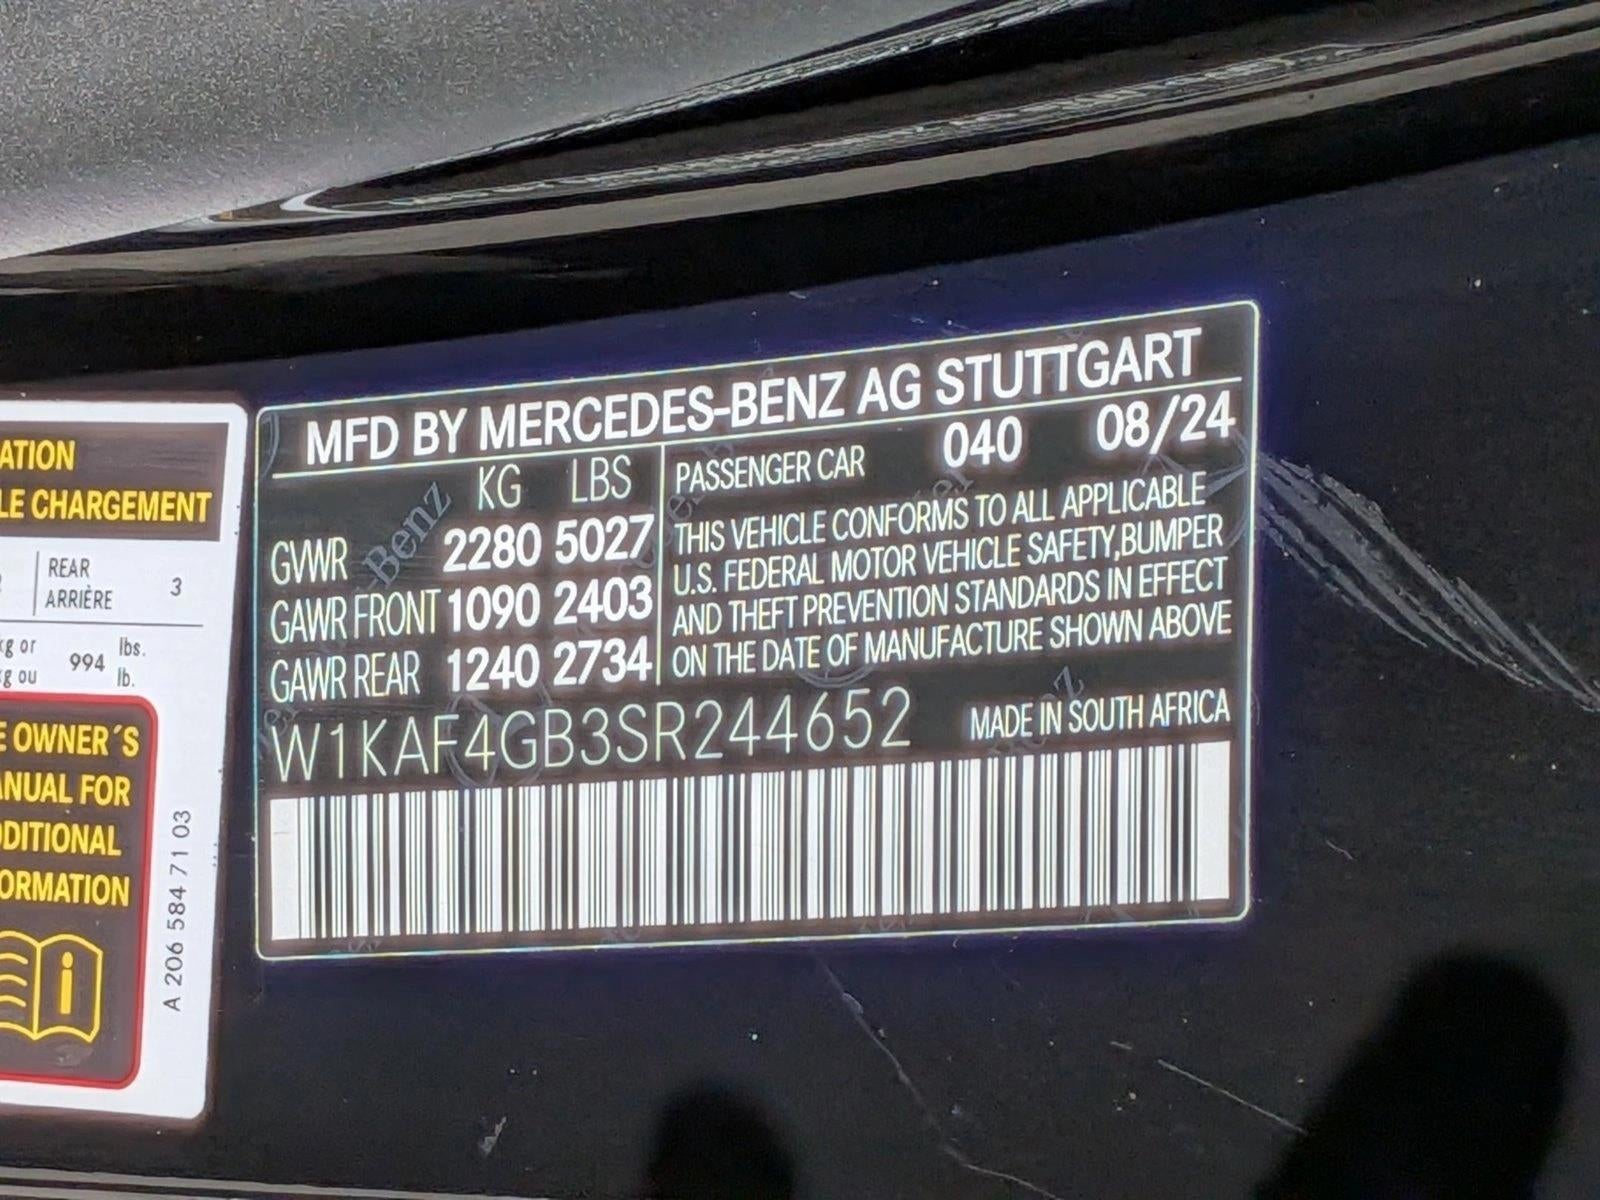 ATION
LE CHARGEMENT
REAR
ARRIÈRE
3
kg or
kg ou
994
lbs.
lb.
E OWNER´S
ANUAL FOR
DDITIONAL
ORMATION
A 206 584 71 03
MFD BY MERCEDES-BENZ AG STUTTGART
KG LBS
GVWR 2280 5027
GAWR FRONT 1090 2403
GAWR REAR 1240 2734
PASSENGER CAR 040 08/24
THIS VEHICLE CONFORMS TO ALL APPLICABLE
U.S. FEDERAL MOTOR VEHICLE SAFETY,BUMPER
AND THEFT PREVENTION STANDARDS IN EFFECT
ON THE DATE OF MANUFACTURE SHOWN ABOVE
W1KAF4GB3SR244652
MADE IN SOUTH AFRICA
-Benz